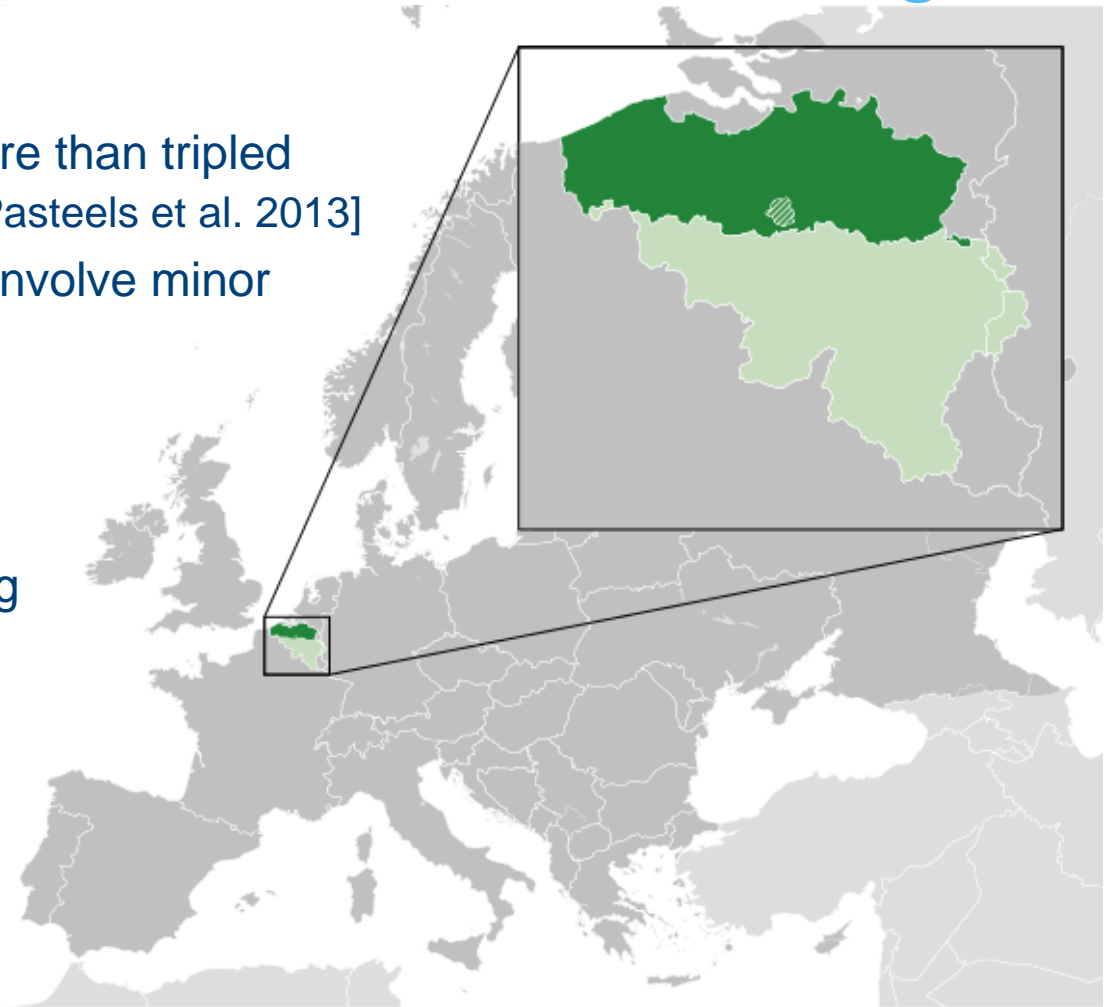 re than tripled
Pasteels et al. 2013]
nvolve minor
g